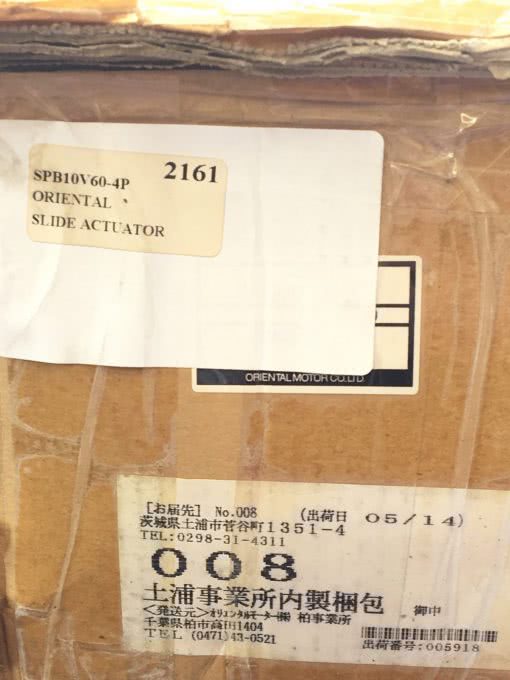 2161
SPB10V60-4P
ORIENTAL
SLIDE ACTUATOR
ORIENTAL MOTOR CO.LTD.
[お届先] No.008 (出荷日 05/14)
茨城県土浦市菅谷町1351-4
TEL:0298-31-4311
008
土浦事業所内製梱包 御中
<発送元>オリエンタルモーター㈱ 柏事業所
千葉県柏市高田1404
TEL (0471)43-0521
出荷番号:005918